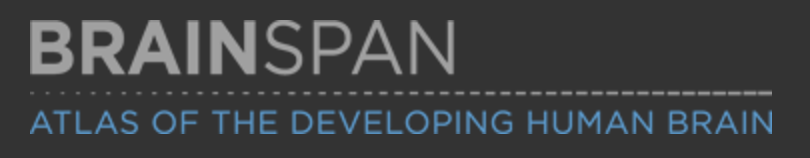 BRAINSPAN
ATLAS OF THE DEVELOPING HUMAN BRAIN